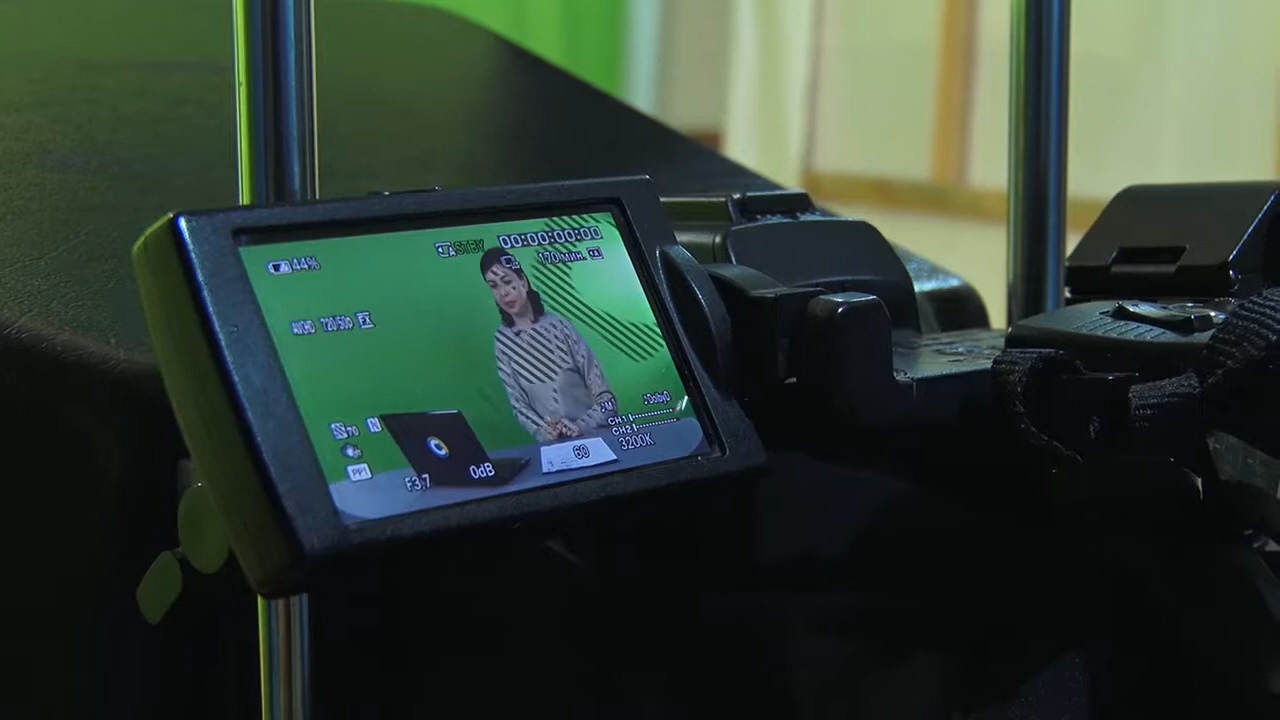 44%
STBY 00:00:00:00
170 мин.
AVCHD 720/50p FX
70
N
PP1
F3,7
0dB
60
3200K
CH1
CH2